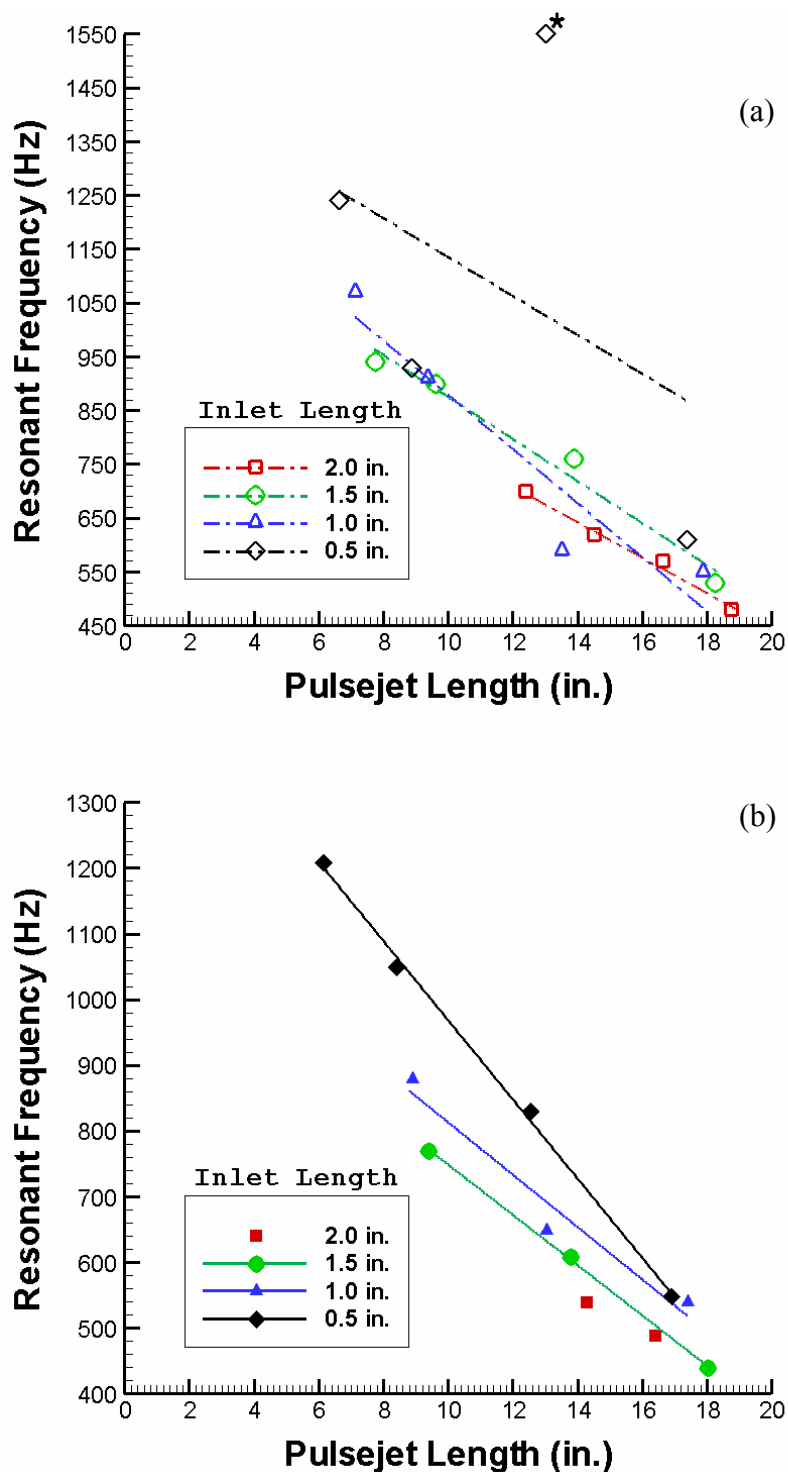 1550
1450
1350
1250
1150
1050
950
850
750
650
550
450
Resonant Frequency (Hz)
*
(a)
Inlet Length
2.0 in.
1.5 in.
1.0 in.
0.5 in.
0 2 4 6 8 10 12 14 16 18 20
Pulsejet Length (in.)
1300
1200
1100
1000
900
800
700
600
500
400
Resonant Frequency (Hz)
(b)
Inlet Length
2.0 in.
1.5 in.
1.0 in.
0.5 in.
0 2 4 6 8 10 12 14 16 18 20
Pulsejet Length (in.)